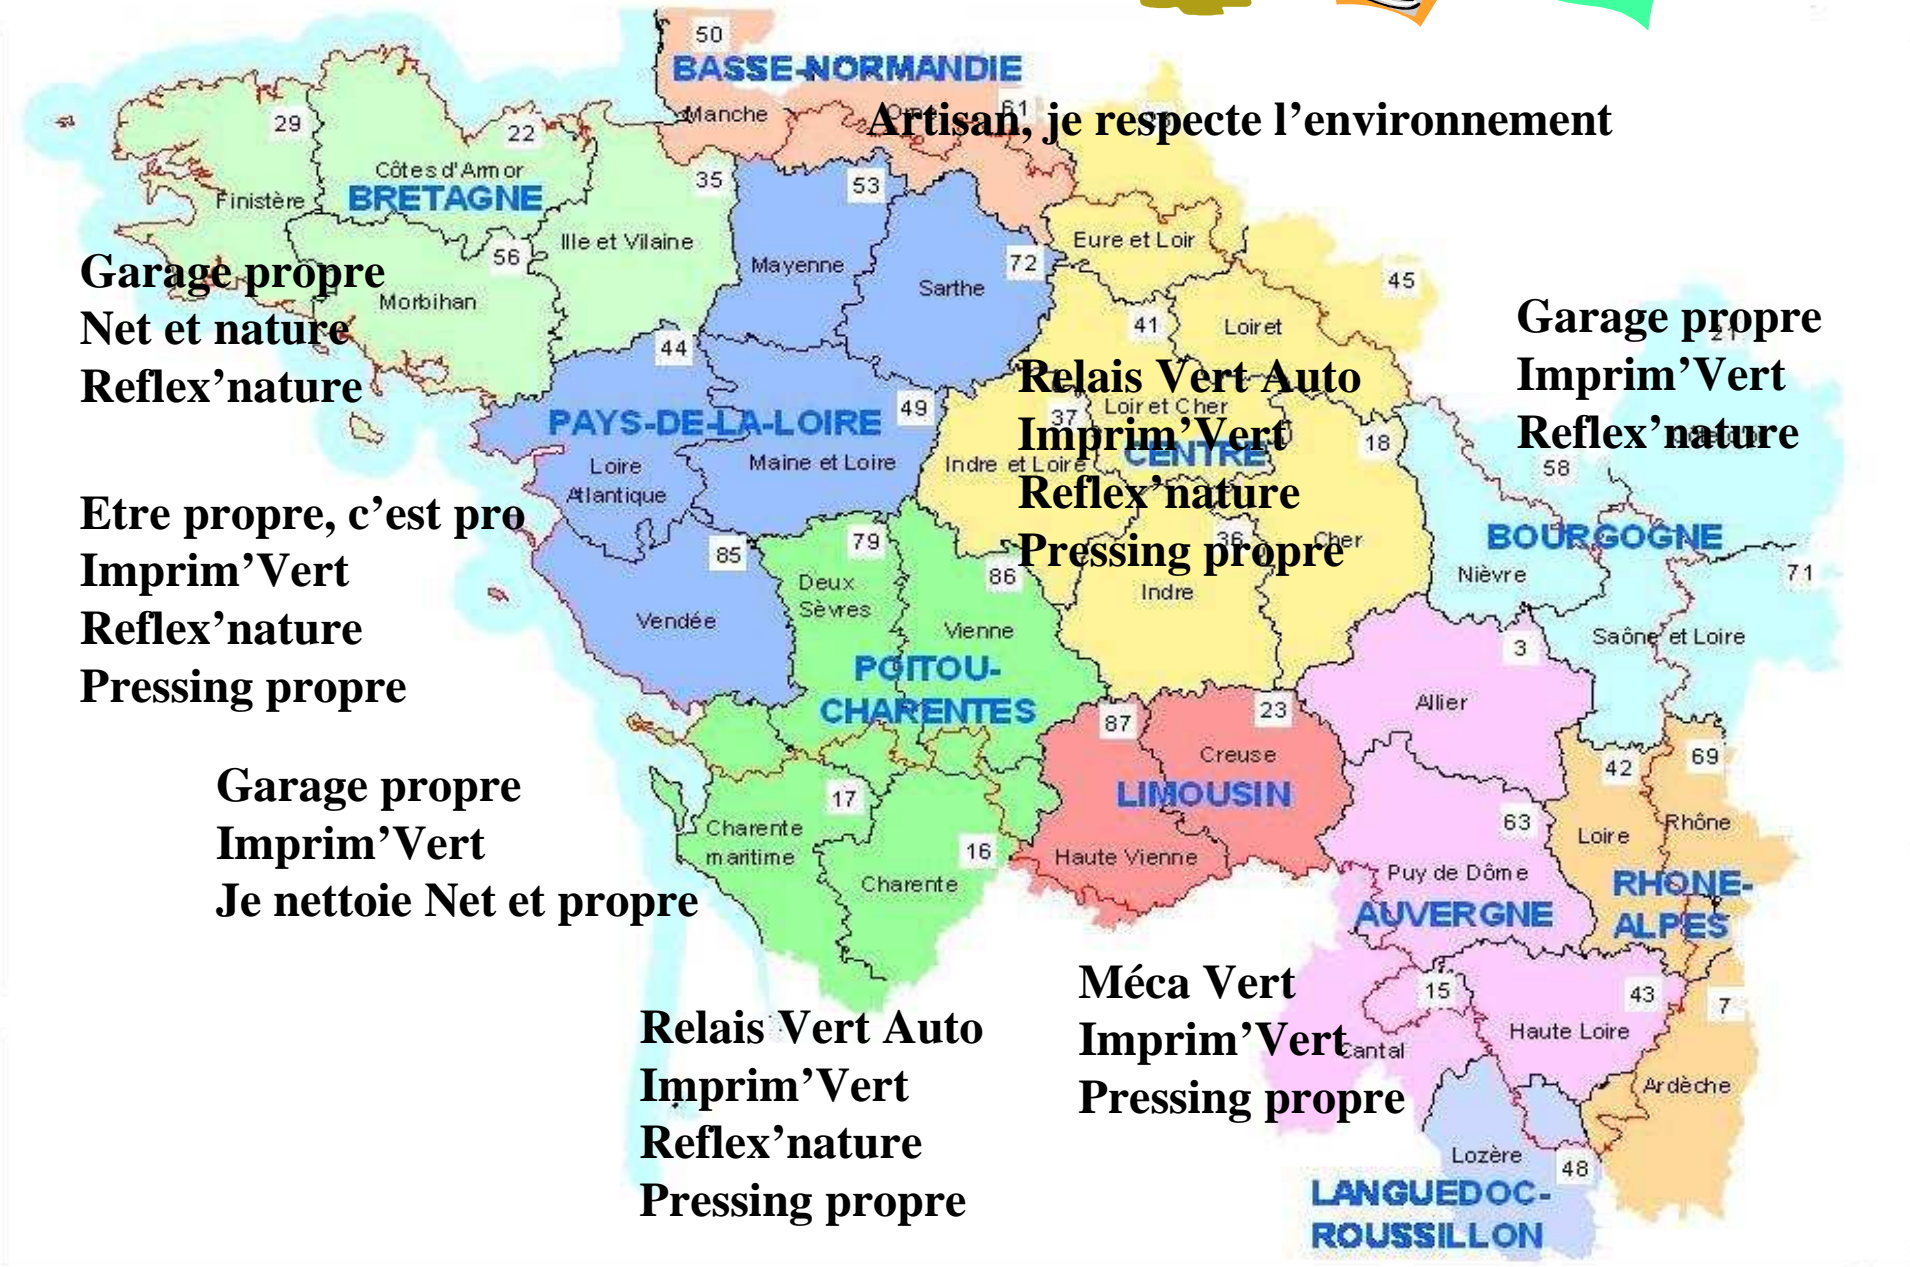 50
BASSE-NORMANDIE
Manche
61
Artisan, je respecte l'environnement
29
22
Côtes d'Armor
BRETAGNE
Finistère
35
53
Ille et Vilaine
56
Morbihan
Mayenne
72
Sarthe
Eure et Loir
45
41
Loiret
Garage propre
Net et nature
Reflex'nature
Garage propre
21
Imprim'Vert
Reflex'nature
44
PAYS-DE-LA-LOIRE
49
Loire
Atlantique
Maine et Loire
Relais Vert Auto
37
Loir et Cher
Imprim'Vert
18
Indre et Loire
CENTRE
Reflex'nature
36
Cher
Pressing propre
Indre
58
BOURGOGNE
Nièvre
71
Saône et Loire
Etre propre, c'est pro
Imprim'Vert
Reflex'nature
Pressing propre
85
Vendée
79
Deux
Sèvres
86
Vienne
POITOU-
CHARENTES
87
23
Creuse
LIMOUSIN
Haute Vienne
3
Allier
42
69
Loire
Rhône
RHONE-
ALPES
63
Puy de Dôme
AUVERGNE
Garage propre
Imprim'Vert
Je nettoie Net et propre
17
Charente
maritime
16
Charente
Relais Vert Auto
Imprim'Vert
Reflex'nature
Pressing propre
Méca Vert
Imprim'Vert
Cantal
Pressing propre
15
43
Haute Loire
7
Ardèche
Lozère
48
LANGUEDOC-
ROUSSILLON